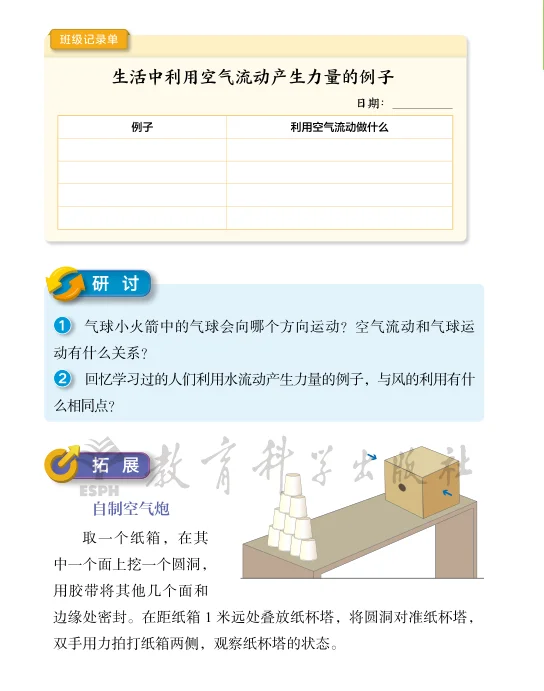 班级记录单
生活中利用空气流动产生力量的例子
日期：
例子 利用空气流动做什么
研讨
1 气球小火箭中的气球会向哪个方向运动？空气流动和气球运
动有什么关系？
2 回忆学习过的人们利用水流动产生力量的例子，与风的利用有什
么相同点？
拓展
ESPH 教育科学出版社
自制空气炮
取一个纸箱，在其
中一个面上挖一个圆洞，
用胶带将其他几个面和
边缘处密封。在距纸箱1米远处叠放纸杯塔，将圆洞对准纸杯塔，
双手用力拍打纸箱两侧，观察纸杯塔的状态。